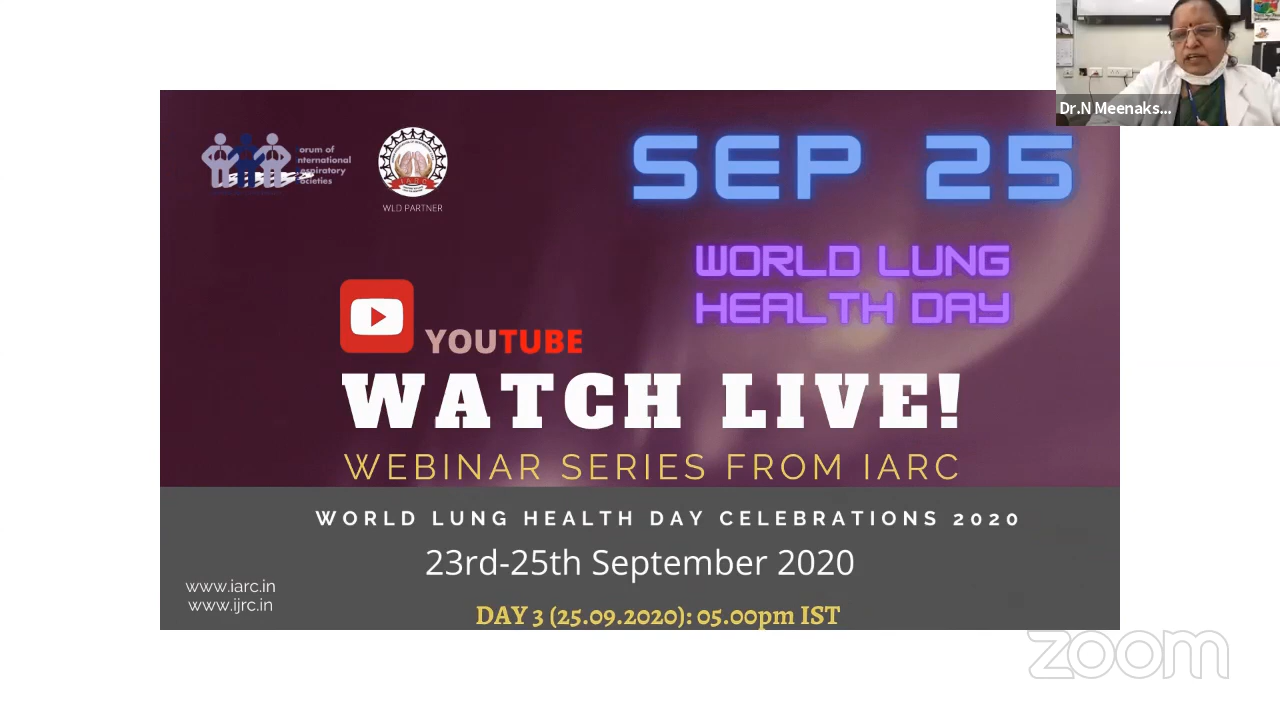 Dr.N Meenaks...
orum of
nternational
espiratory
ocieties
IARC
WLD PARTNER
SEP 25
WORLD LUNG
HEALTH DAY
YOUTUBE
WATCH LIVE!
WEBINAR SERIES FROM IARC
WORLD LUNG HEALTH DAY CELEBRATIONS 2020
23rd-25th September 2020
www.iarc.in
www.ijrc.in
DAY 3 (25.09.2020): 05.00pm IST
zoom